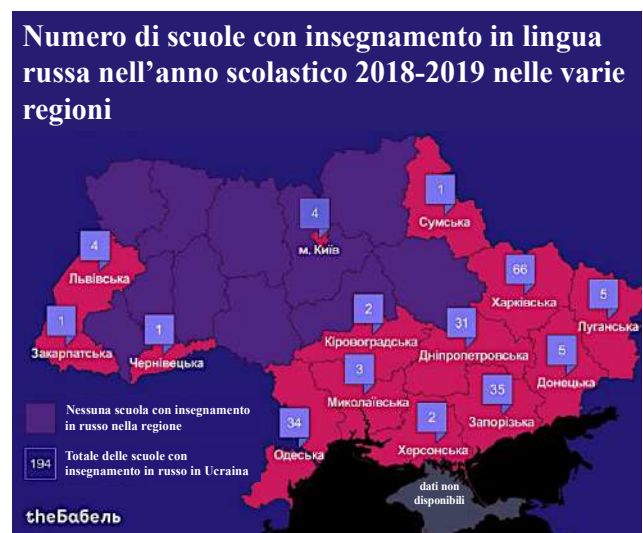 Numero di scuole con insegnamento in lingua
russa nell'anno scolastico 2018-2019 nelle varie
regioni
1
Сумська
4
м. Київ
4
Львівська
66
Харківська
5
Луганська
1
Закарпатська
1
Чернівецька
2
Кіровоградська
31
Дніпропетровська
5
Донецька
3
Миколаївська
35
Запорізька
34
Одеська
2
Херсонська
Nessuna scuola con insegnamento
in russo nella regione
194
Totale delle scuole con
insegnamento in russo in Ucraina
dati non
disponibili
theБабель